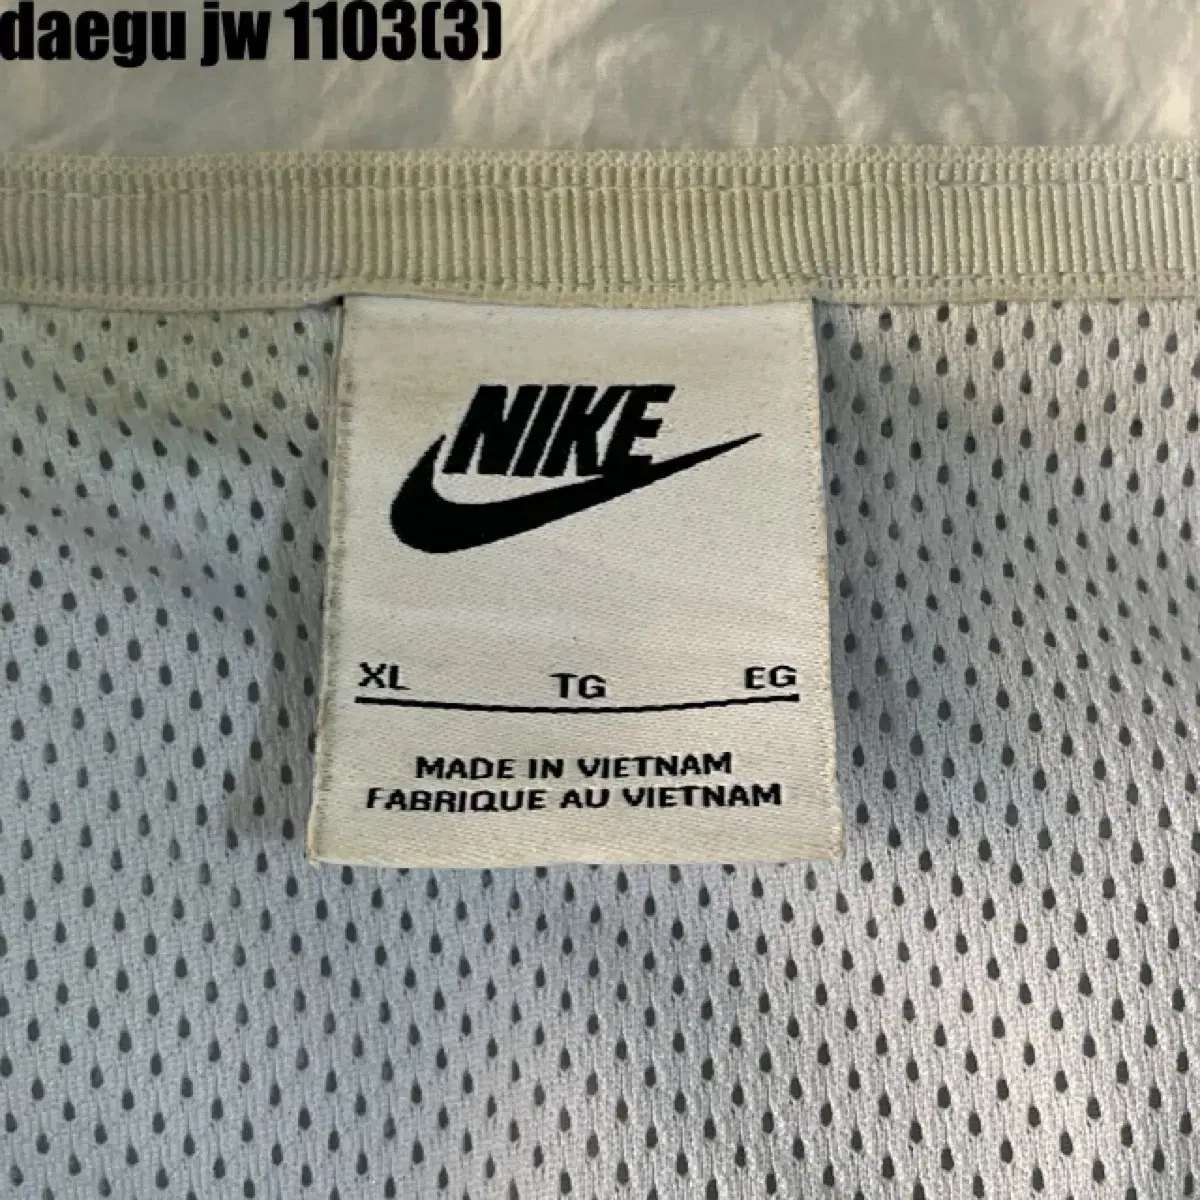 daegu jw 1103(3)
NIKE
XL TG EG
MADE IN VIETNAM
FABRIQUE AU VIETNAM